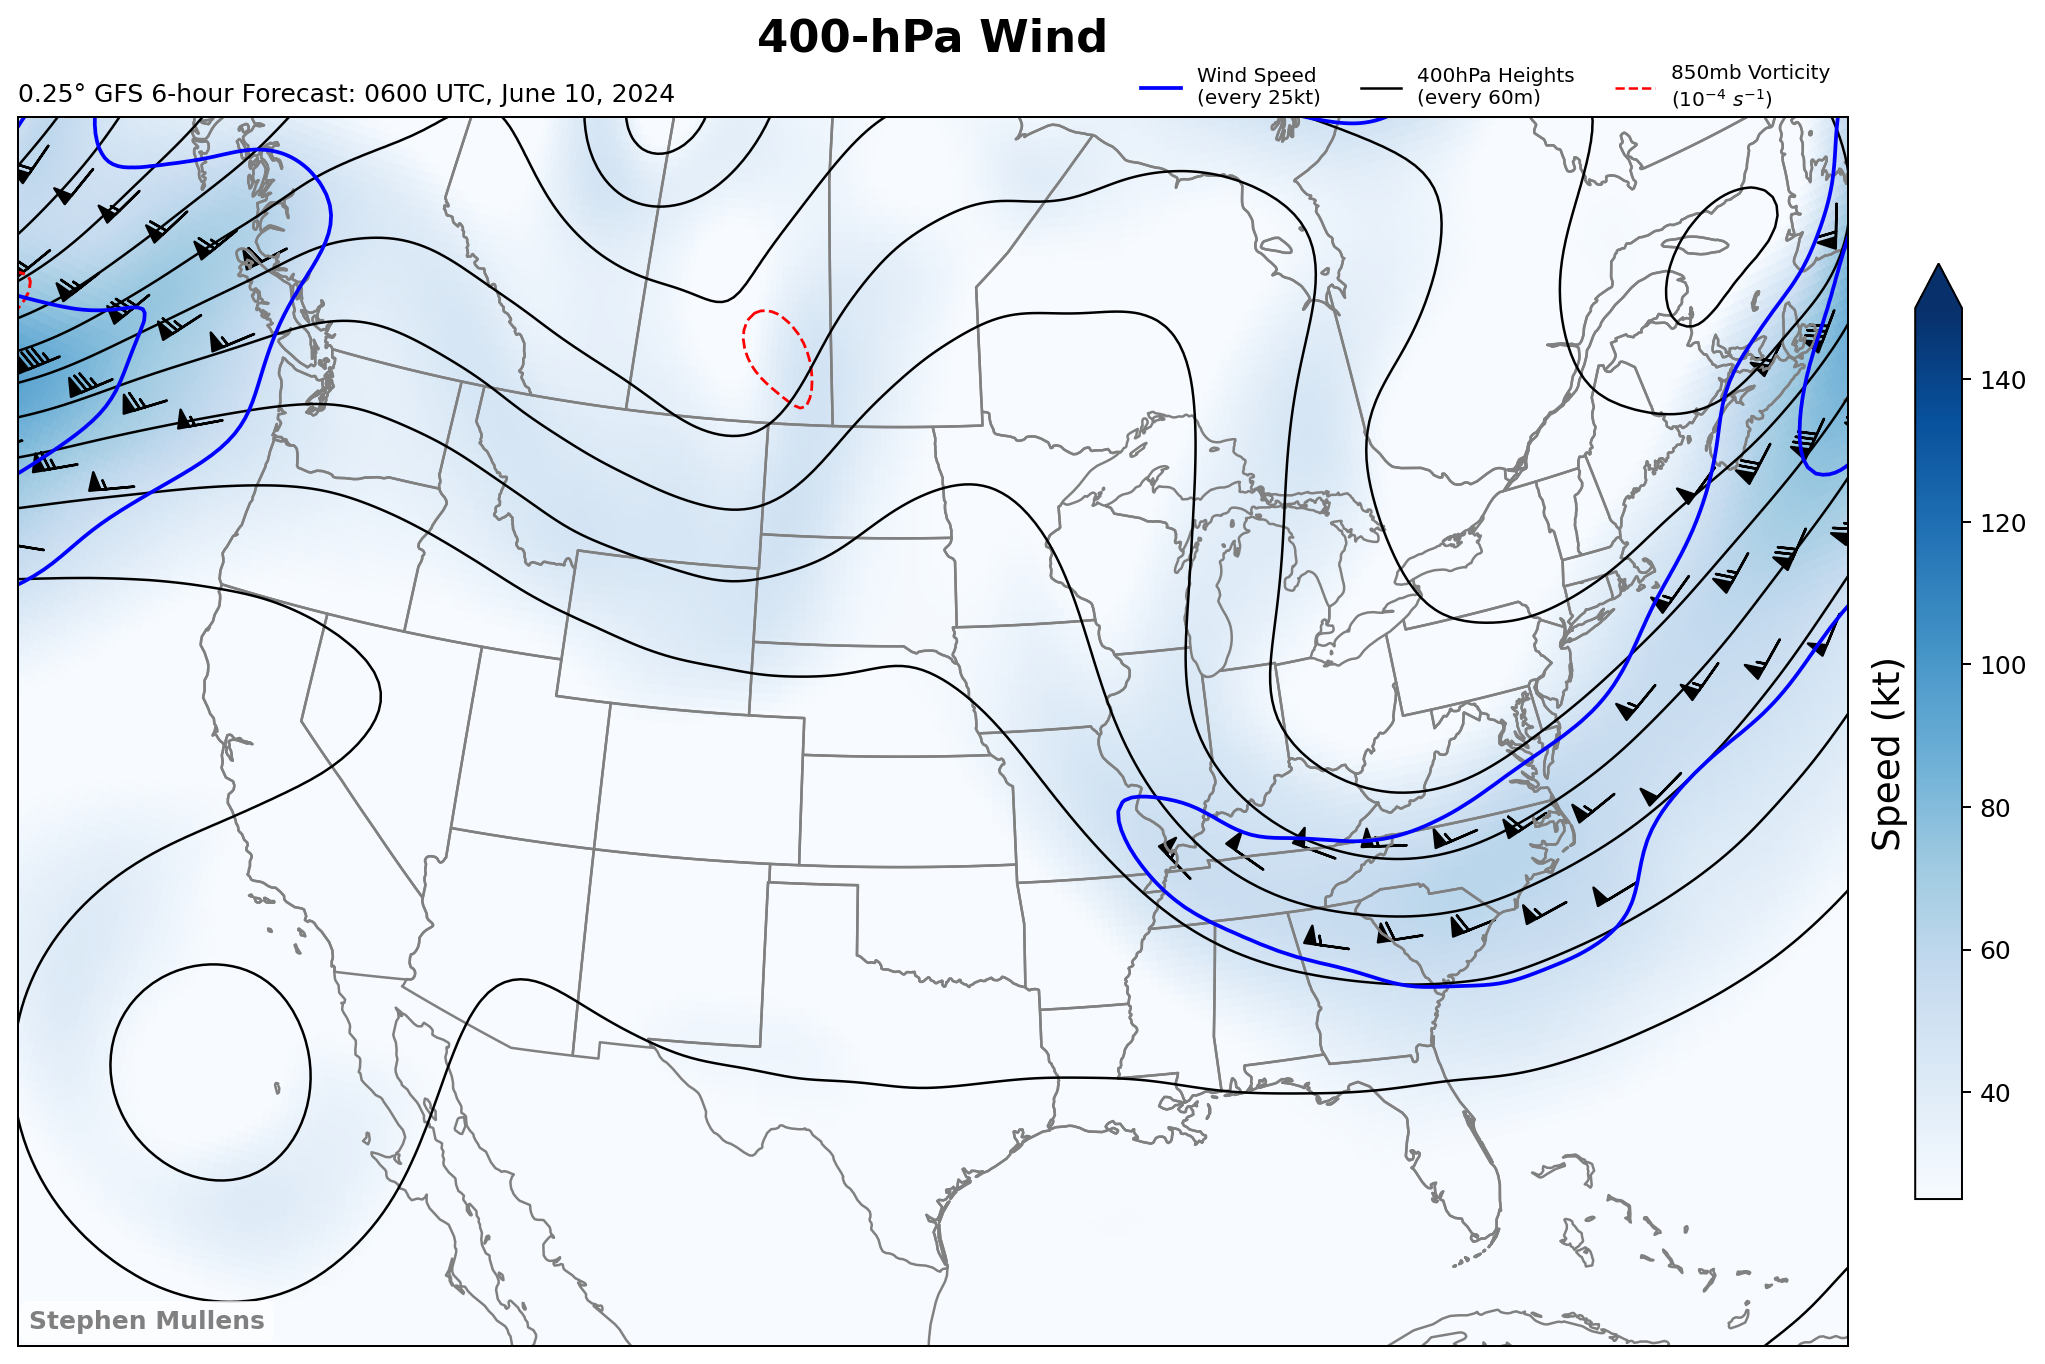 400-hPa Wind
0.25° GFS 6-hour Forecast: 0600 UTC, June 10, 2024
Wind Speed
(every 25kt)
400hPa Heights
(every 60m)
850mb Vorticity
(10⁻⁴ s⁻¹)
140
120
100
80
60
40
Speed (kt)
Stephen Mullens